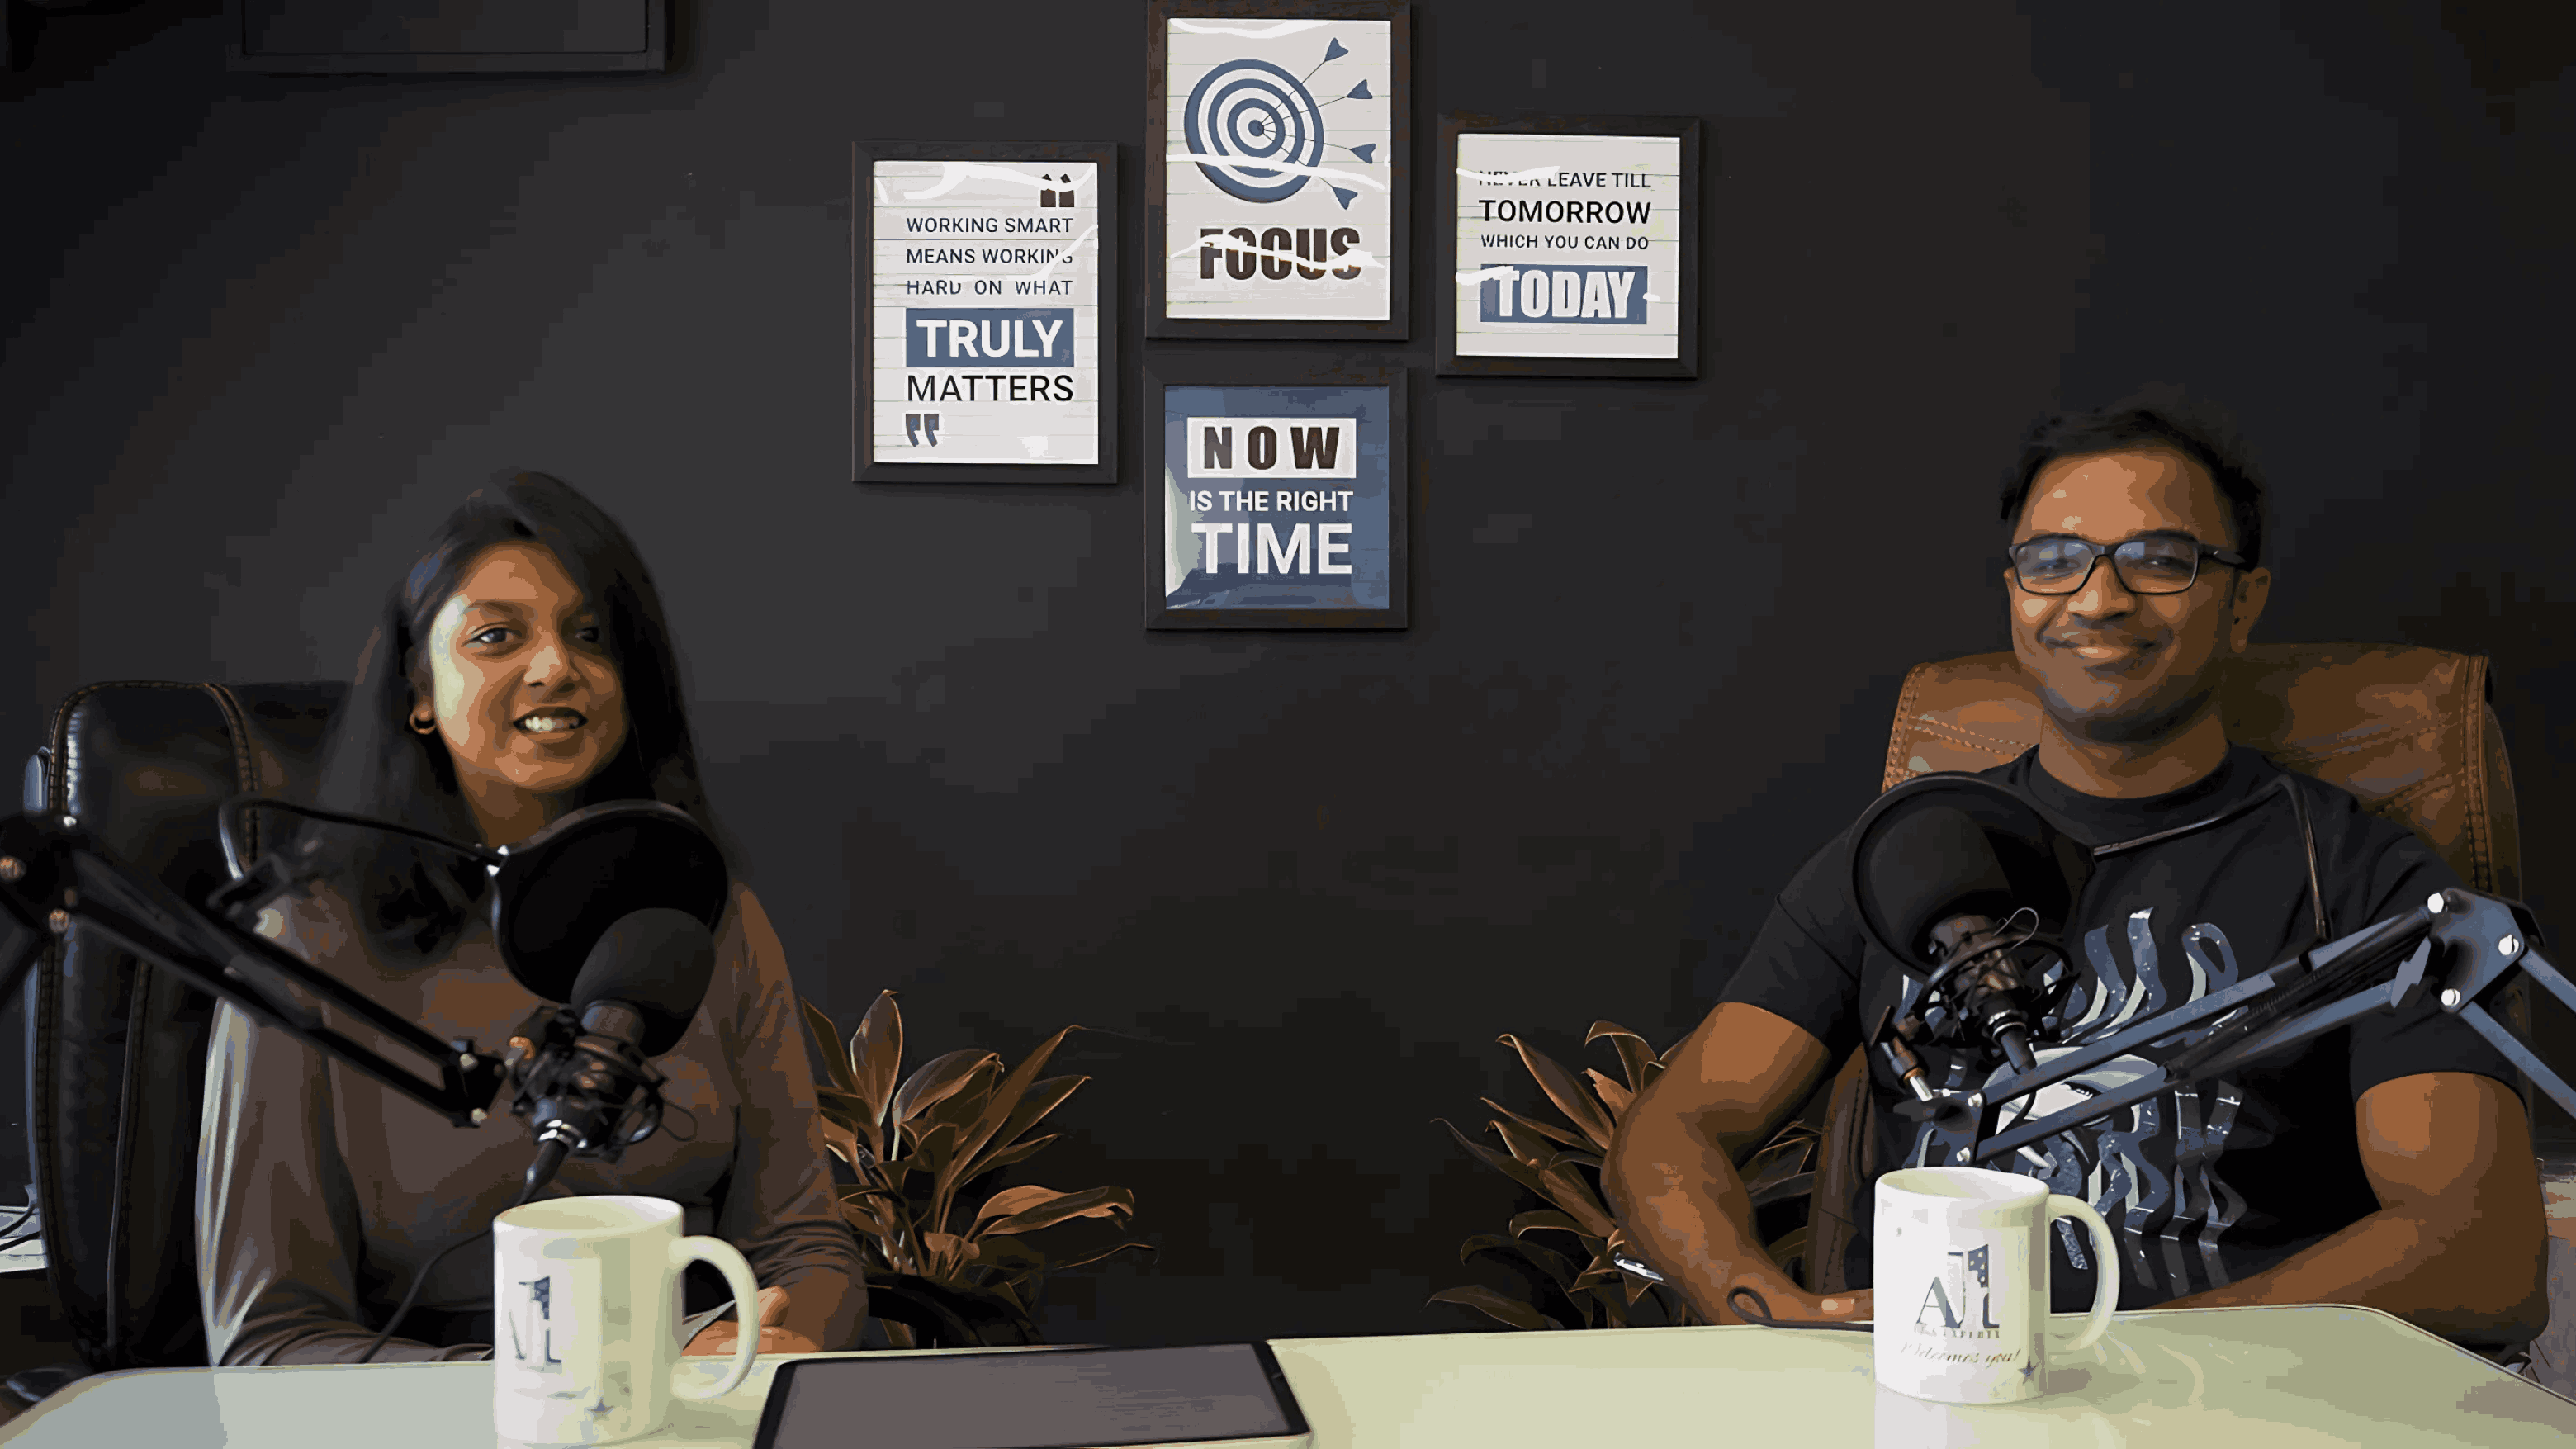 WORKING SMART
MEANS WORKING
HARD ON WHAT
TRULY
MATTERS
FOCUS
NEVER LEAVE TILL
TOMORROW
WHICH YOU CAN DO
TODAY
NOW
IS THE RIGHT
TIME
Welcomes you!